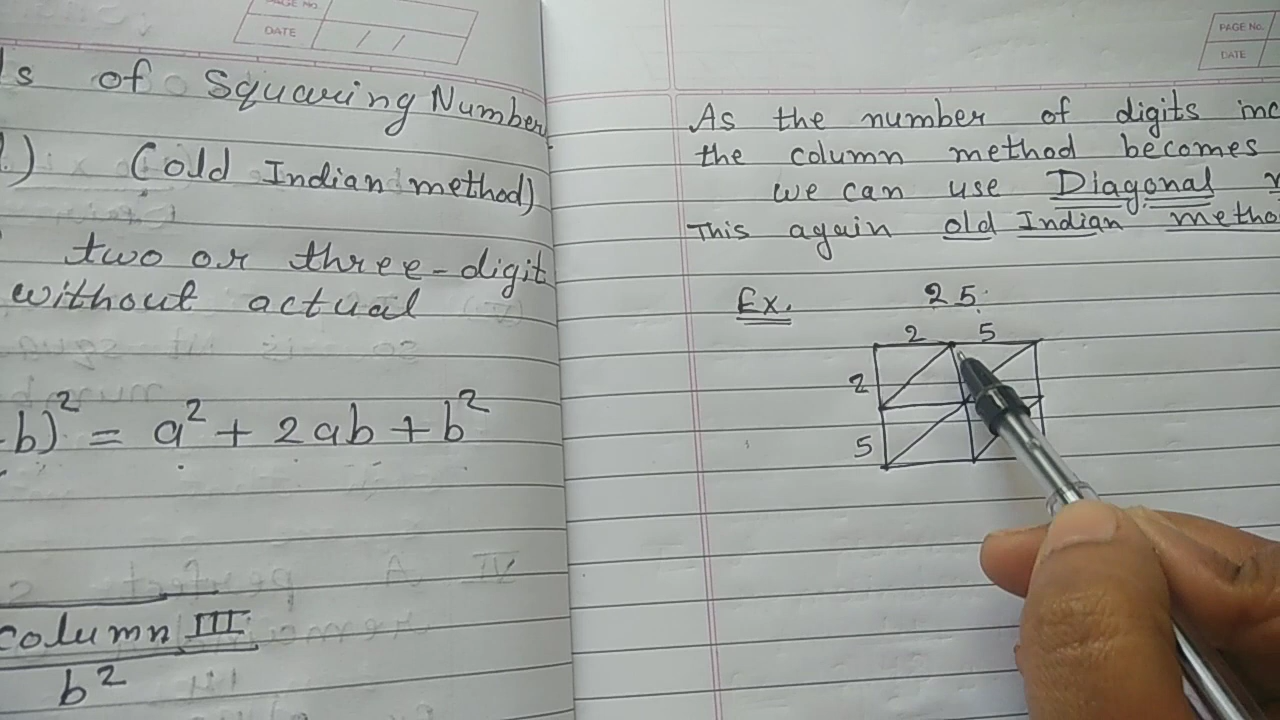 PAGE No.
DATE / /
of Squaring Number
(old Indian method)
two or three-digit
without actual
b)² = a² + 2ab + b²
column III
b²
PAGE No.
DATE
As the number of digits
the column method becomes
we can use Diagonal
This again old Indian
Ex. 25
2 5
2
5